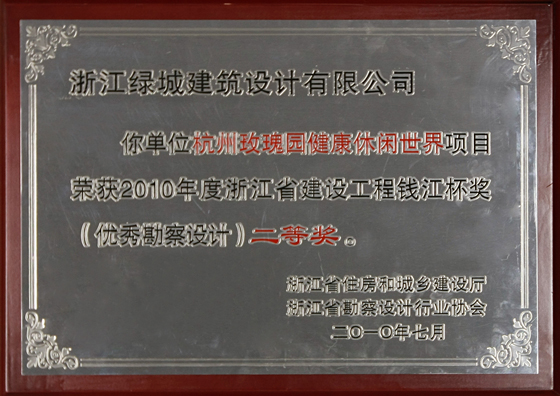 浙江绿城建筑设计有限公司
你单位杭州玫瑰园健康休闲世界项目
荣获2010年度浙江省建设工程钱江杯奖
（优秀勘察设计）二等奖。
浙江省住房和城乡建设厅
浙江省勘察设计行业协会
二〇一〇年七月